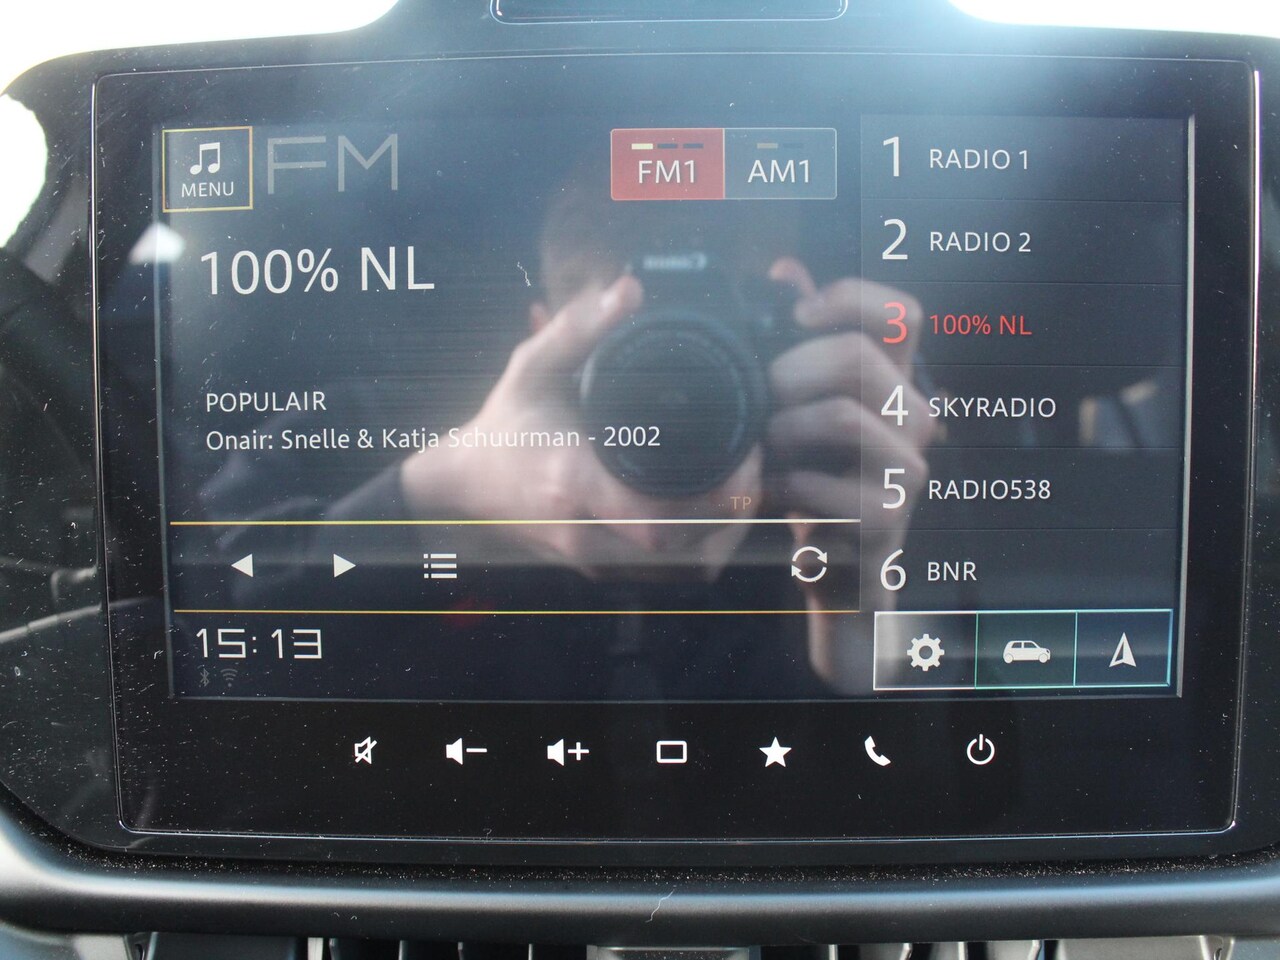 MENU
FM
FM1
AM1
100% NL
POPULAIR
Onair: Snelle & Katja Schuurman - 2002
TP
15:13
1 RADIO 1
2 RADIO 2
3 100% NL
4 SKYRADIO
5 RADIO538
6 BNR
Canon